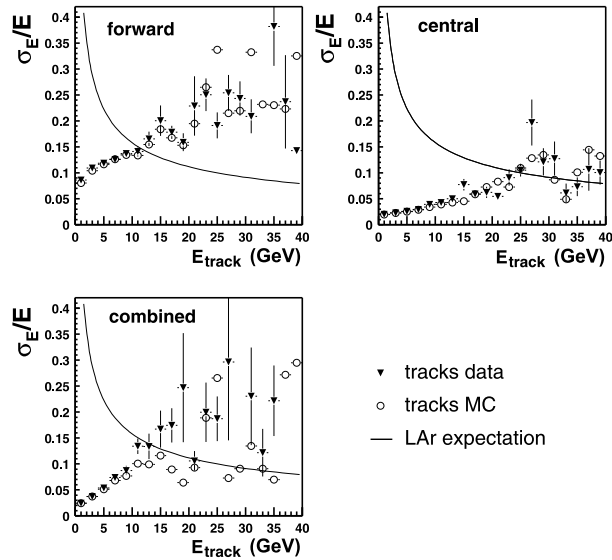 σE/E
0.4
0.35
0.3
0.25
0.2
0.15
0.1
0.05
0
forward
0 5 10 15 20 25 30 35 40
Etrack (GeV)
σE/E
0.4
0.35
0.3
0.25
0.2
0.15
0.1
0.05
0
central
0 5 10 15 20 25 30 35 40
Etrack (GeV)
σE/E
0.4
0.35
0.3
0.25
0.2
0.15
0.1
0.05
0
combined
0 5 10 15 20 25 30 35 40
Etrack (GeV)
tracks data
tracks MC
LAr expectation